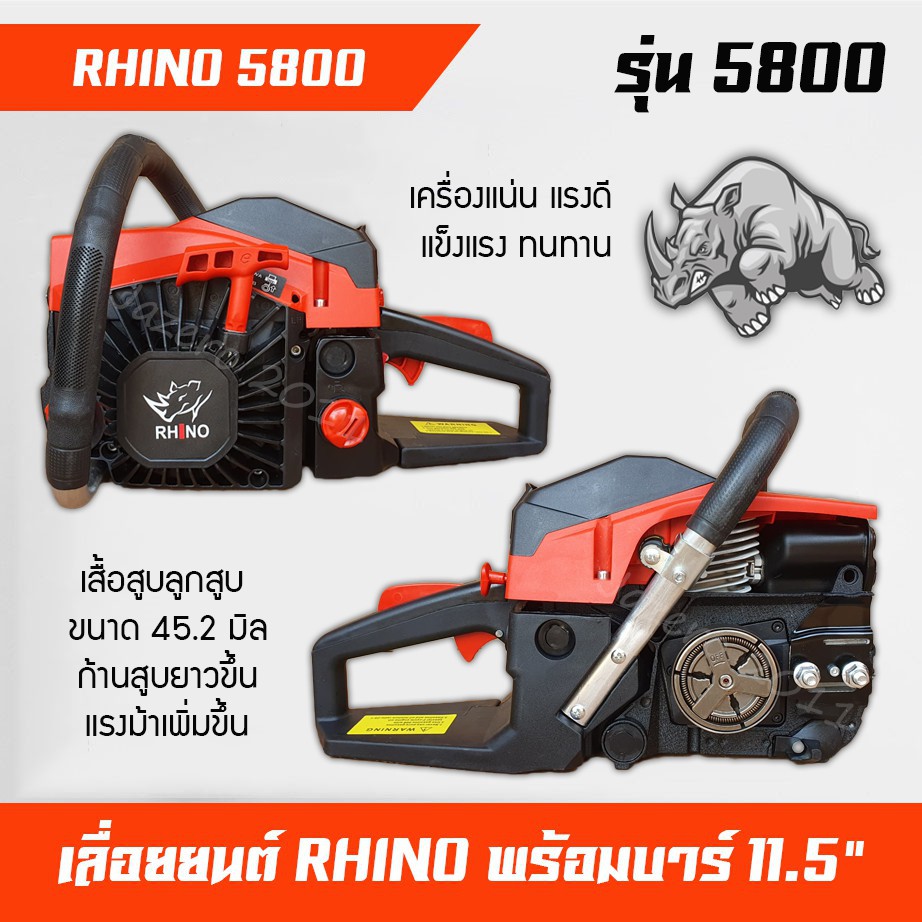 RHINO 5800
รุ่น 5800
เครื่องแน่น แรงดี
แข็งแรง ทนทาน
RHINO
WARNING
เสื้อสูบลูกสูบ
ขนาด 45.2 มิล
ก้านสูบยาวขึ้น
แรงม้าเพิ่มขึ้น
WARNING
เลื่อยยนต์ RHINO พร้อมบาร์ 11.5"